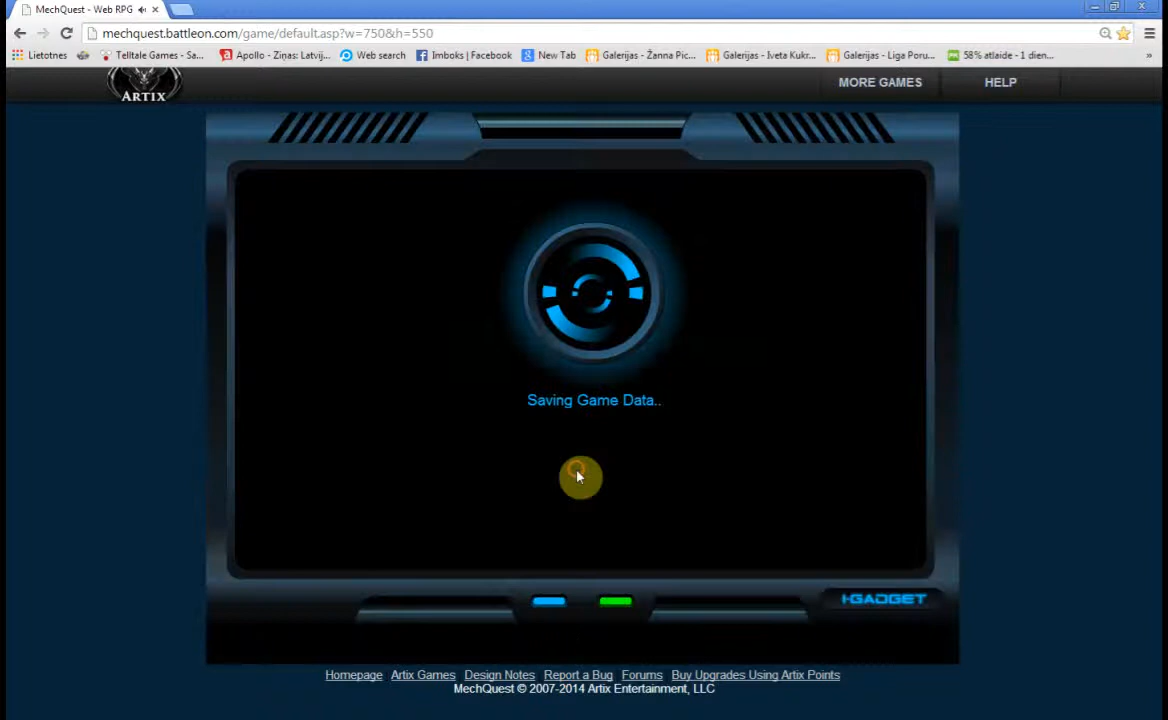 MechQuest - Web RPG
mechquest.battleon.com/game/default.asp?w=750&h=550
Lietotnes Telltale Games - Sa... Apollo - Ziņas: Latvij... Web search Imboks | Facebook New Tab Galerijas - Žanna Pic... Galerijas - Iveta Kukr... Galerijas - Liga Poru... 58% atlaide - 1 dien... »
ARTIX MORE GAMES HELP
Saving Game Data..
I-GADGET
Homepage Artix Games Design Notes Report a Bug Forums Buy Upgrades Using Artix Points
MechQuest © 2007-2014 Artix Entertainment, LLC